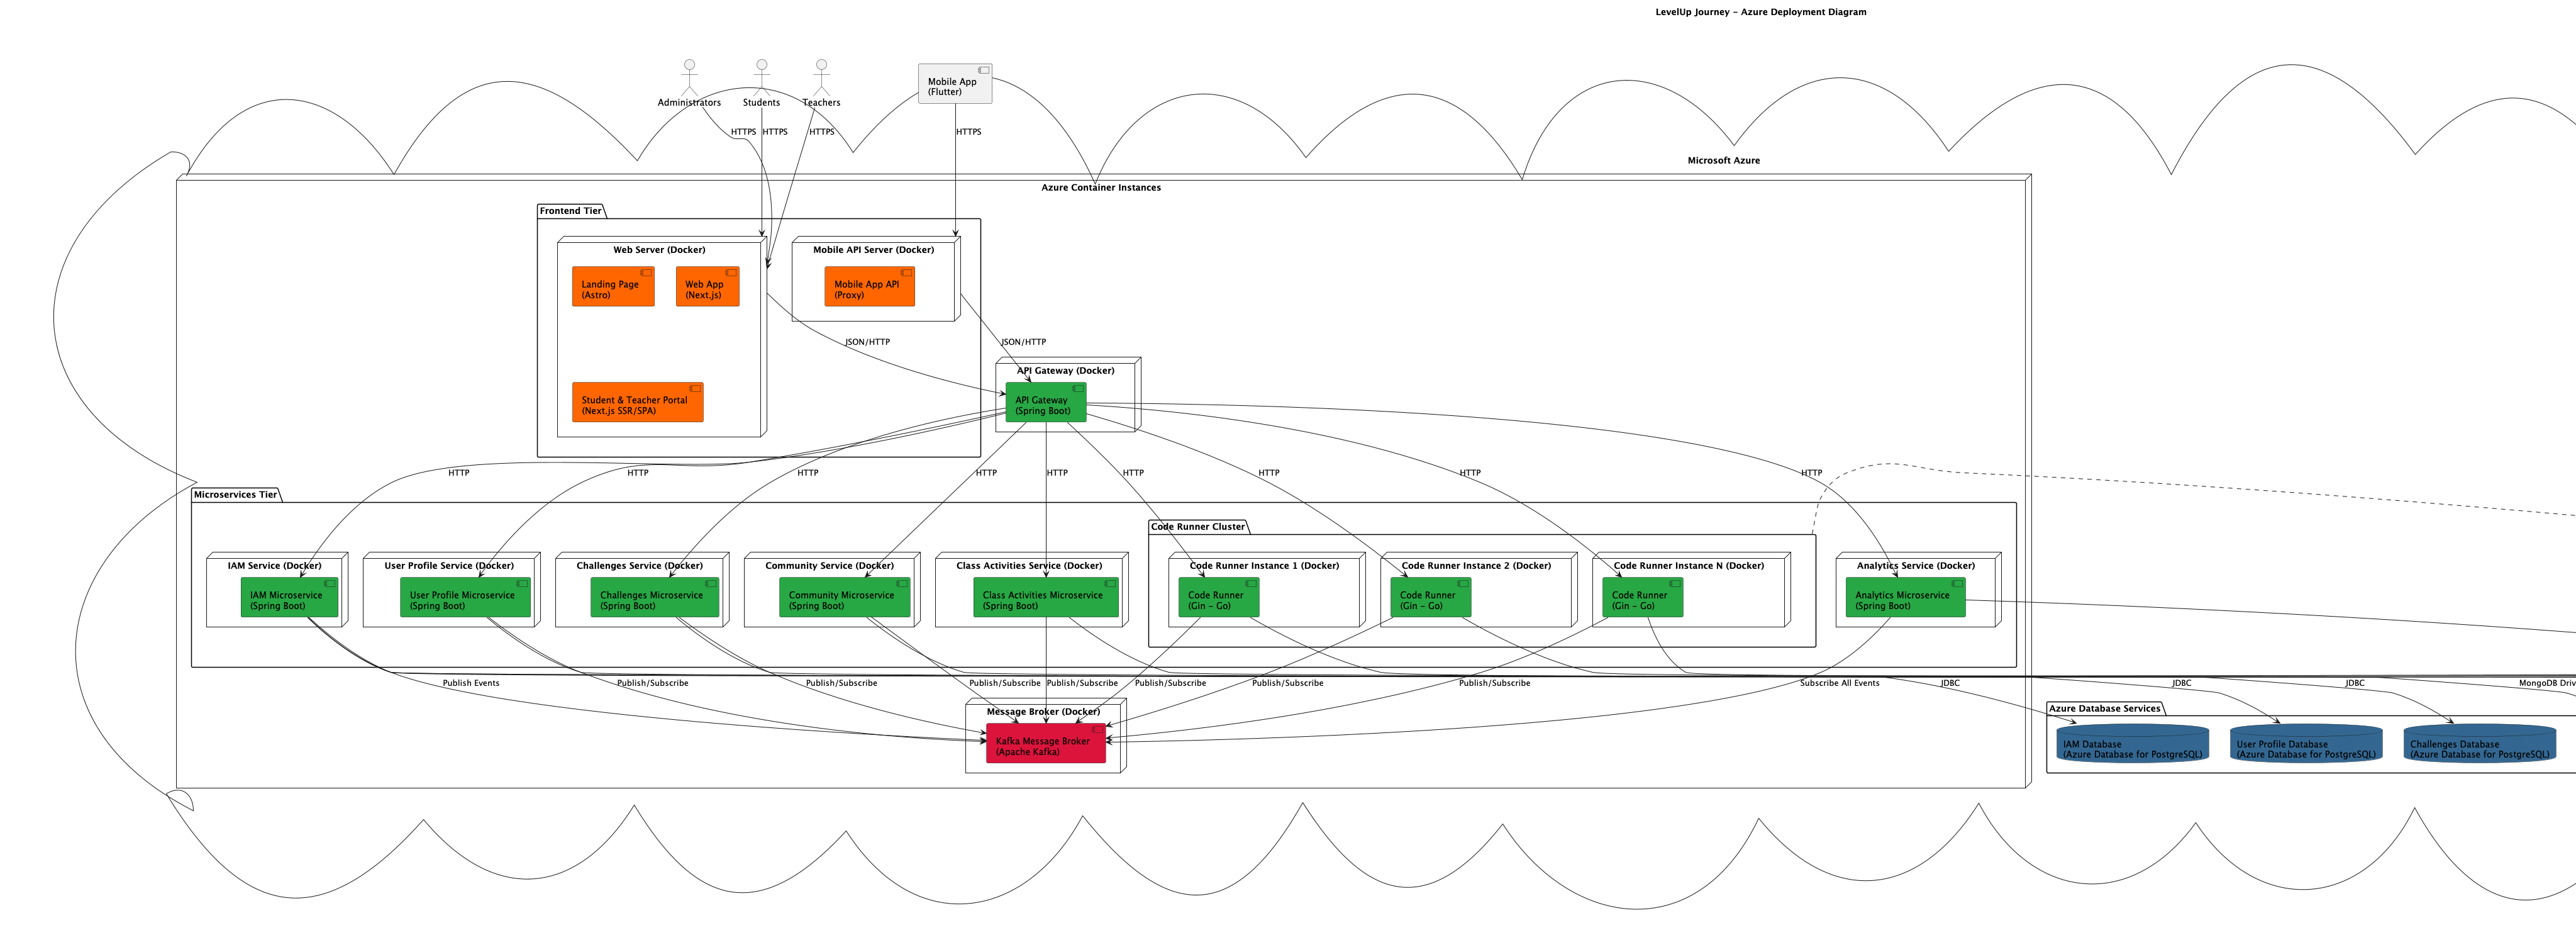 LevelUp Journey - Azure Deployment Diagram
Administrators
Students
Teachers
Mobile App
(Flutter)
HTTPS
HTTPS
HTTPS
HTTPS
Microsoft Azure
Azure Container Instances
Frontend Tier
Web Server (Docker)
Mobile API Server (Docker)
Landing Page
(Astro)
Web App
(Next.js)
Mobile App API
(Proxy)
JSON/HTTP
JSON/HTTP
Student & Teacher Portal
(Next.js SSR/SPA)
API Gateway (Docker)
API Gateway
(Spring Boot)
HTTP
HTTP
HTTP
HTTP
HTTP
HTTP
HTTP
HTTP
HTTP
Microservices Tier
Code Runner Cluster
IAM Service (Docker)
User Profile Service (Docker)
Challenges Service (Docker)
Community Service (Docker)
Class Activities Service (Docker)
Code Runner Instance 1 (Docker)
Code Runner Instance 2 (Docker)
Code Runner Instance N (Docker)
Analytics Service (Docker)
IAM Microservice
(Spring Boot)
User Profile Microservice
(Spring Boot)
Challenges Microservice
(Spring Boot)
Community Microservice
(Spring Boot)
Class Activities Microservice
(Spring Boot)
Code Runner
(Gin - Go)
Code Runner
(Gin - Go)
Code Runner
(Gin - Go)
Analytics Microservice
(Spring Boot)
Publish Events
Publish/Subscribe
Publish/Subscribe
Publish/Subscribe
Publish/Subscribe
Publish/Subscribe
Publish/Subscribe
Publish/Subscribe
Subscribe All Events
JDBC
JDBC
JDBC
MongoDB Driv
Message Broker (Docker)
Kafka Message Broker
(Apache Kafka)
Azure Database Services
IAM Database
(Azure Database for PostgreSQL)
User Profile Database
(Azure Database for PostgreSQL)
Challenges Database
(Azure Database for PostgreSQL)